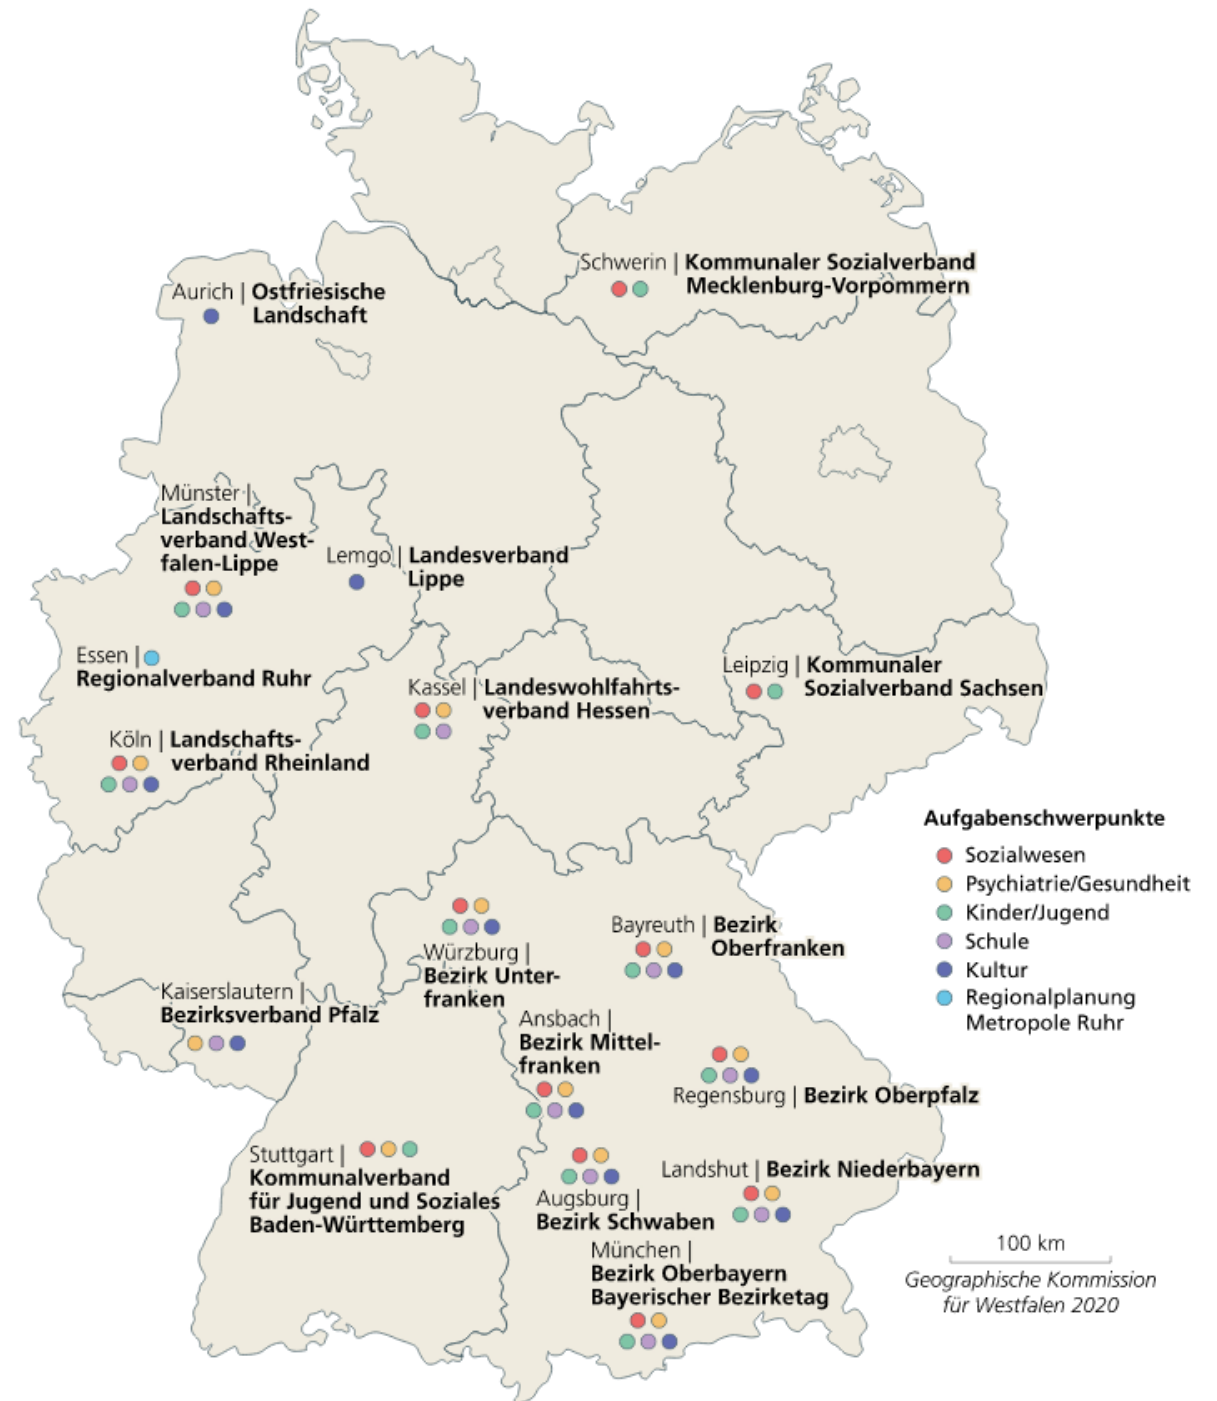 Schwerin | Kommunaler Sozialverband
Mecklenburg-Vorpommern
Aurich | Ostfriesische
Landschaft
Münster |
Landschafts-
verband West-
falen-Lippe
Lemgo | Landesverband
Lippe
Essen |
Regionalverband Ruhr
Kassel | Landeswohlfahrts-
verband Hessen
Leipzig | Kommunaler
Sozialverband Sachsen
Köln | Landschafts-
verband Rheinland
Aufgabenschwerpunkte
Sozialwesen
Psychiatrie/Gesundheit
Kinder/Jugend
Schule
Kultur
Regionalplanung
Metropole Ruhr
Würzburg |
Bezirk Unter-
franken
Bayreuth | Bezirk
Oberfranken
Kaiserslautern |
Bezirksverband Pfalz
Ansbach |
Bezirk Mittel-
franken
Regensburg | Bezirk Oberpfalz
Stuttgart |
Kommunalverband
für Jugend und Soziales
Baden-Württemberg
Augsburg |
Bezirk Schwaben
Landshut | Bezirk Niederbayern
München |
Bezirk Oberbayern
Bayerischer Bezirketag
100 km
Geographische Kommission
für Westfalen 2020